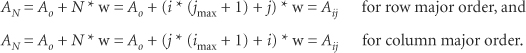 A_N = A_o + N * w = A_o + (i * (j_max + 1) + j) * w = A_ij for row major order, and
A_N = A_o + N * w = A_o + (j * (i_max + 1) + i) * w = A_ij for column major order.